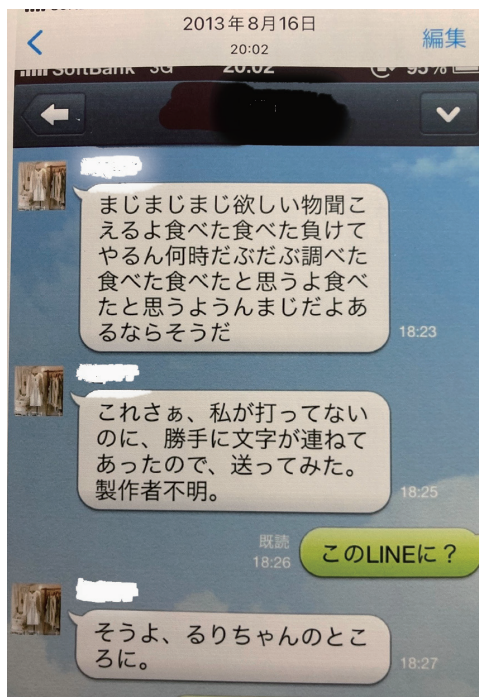 2013年8月16日
20:02
編集
SoftBank 3G 20:02 95%
まじまじまじ欲しい物聞こ
えるよ食べた食べた負けて
やるん何時だぶだぶ調べた
食べた食べたと思うよ食べ
たと思うようんまじだよあ
るならそうだ
18:23
これさぁ、私が打ってない
のに、勝手に文字が連ねて
あったので、送ってみた。
製作者不明。
18:25
既読
18:26
このLINEに？
そうよ、るりちゃんのとこ
ろに。
18:27